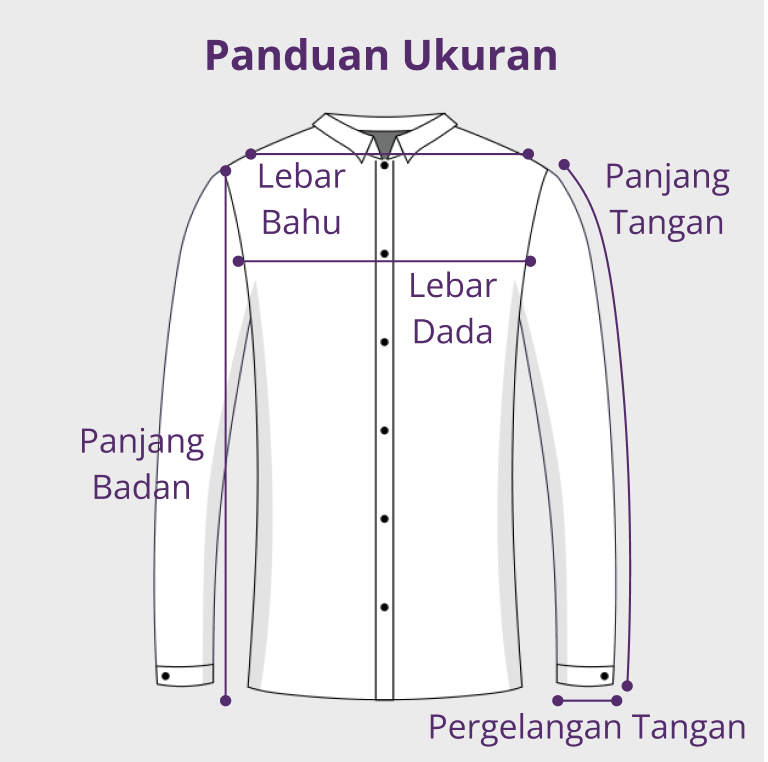 Panduan Ukuran
Lebar
Bahu
Panjang
Tangan
Lebar
Dada
Panjang
Badan
Pergelangan Tangan